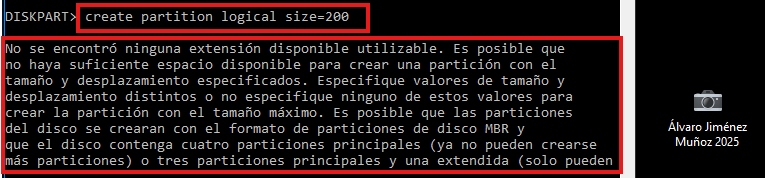 DISKPART> create partition logical size=200
No se encontró ninguna extensión disponible utilizable. Es posible que
no haya suficiente espacio disponible para crear una partición con el
tamaño y desplazamiento especificados. Especifique valores de tamaño y
desplazamiento distintos o no especifique ninguno de estos valores para
crear la partición con el tamaño máximo. Es posible que las particiones
del disco se crearan con el formato de particiones de disco MBR y
que el disco contenga cuatro particiones principales (ya no pueden crearse
más particiones) o tres particiones principales y una extendida (solo pueden
Álvaro Jiménez
Muñoz 2025